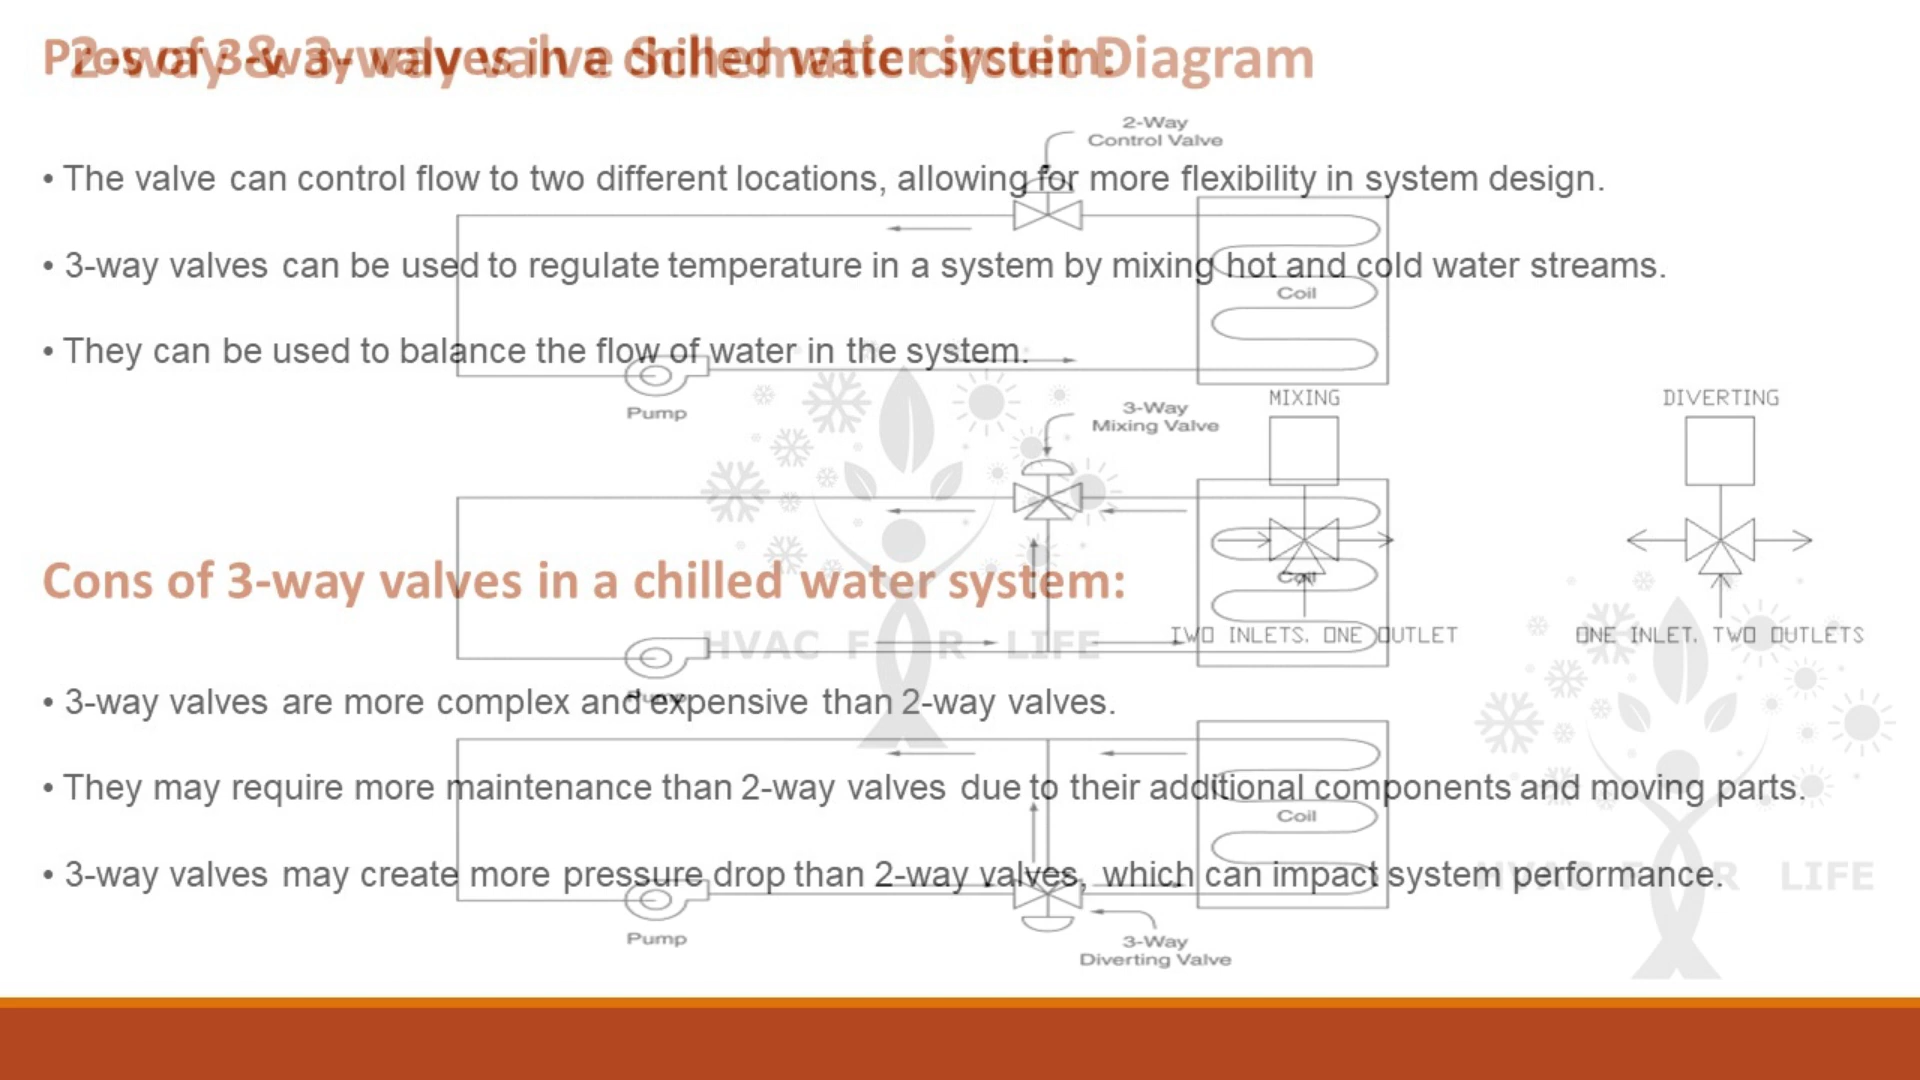 Pros of 3-way valves in a chilled water system:
2-way & 3-way valve Schematic circuit Diagram
2-Way
Control Valve
• The valve can control flow to two different locations, allowing for more flexibility in system design.
• 3-way valves can be used to regulate temperature in a system by mixing hot and cold water streams.
Coil
• They can be used to balance the flow of water in the system.
Pump
3-Way
Mixing Valve
MIXING
DIVERTING
Coil
Cons of 3-way valves in a chilled water system:
HVAC FOR LIFE
TWO INLETS, ONE OUTLET
ONE INLET, TWO OUTLETS
Pump
• 3-way valves are more complex and expensive than 2-way valves.
• They may require more maintenance than 2-way valves due to their additional components and moving parts.
Coil
• 3-way valves may create more pressure drop than 2-way valves, which can impact system performance.
HVAC FOR LIFE
Pump
3-Way
Diverting Valve